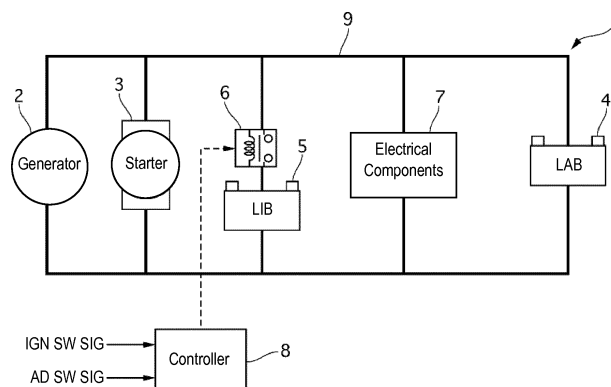 9
2
3
6
7
4
5
Generator
Starter
Electrical
Components
LAB
LIB
IGN SW SIG
AD SW SIG
Controller
8